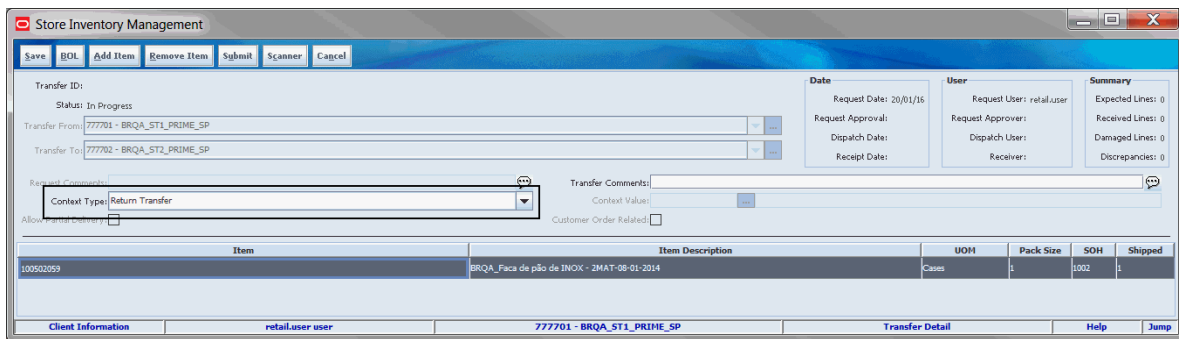 Store Inventory Management
Save BOL Add Item Remove Item Submit Scanner Cancel
Transfer ID:
Status: In Progress
Transfer From: 777701 - BRQA_ST1_PRIME_SP ...
Transfer To: 777702 - BRQA_ST2_PRIME_SP ...
Date
Request Date: 20/01/16
Request Approval:
Dispatch Date:
Receipt Date:
User
Request User: retail.user
Request Approver:
Dispatch User:
Receiver:
Summary
Expected Lines: 0
Received Lines: 0
Damaged Lines: 0
Discrepancies: 0
Request Comments: Transfer Comments:
Context Type: Return Transfer Context Value: ...
Allow Partial Delivery: Customer Order Related:
Item Item Description UOM Pack Size SOH Shipped
100502059 BRQA_Faca de pão de INOX - 2MAT-08-01-2014 Cases 1 1002 1
Client Information retail.user user 777701 - BRQA_ST1_PRIME_SP Transfer Detail Help Jump